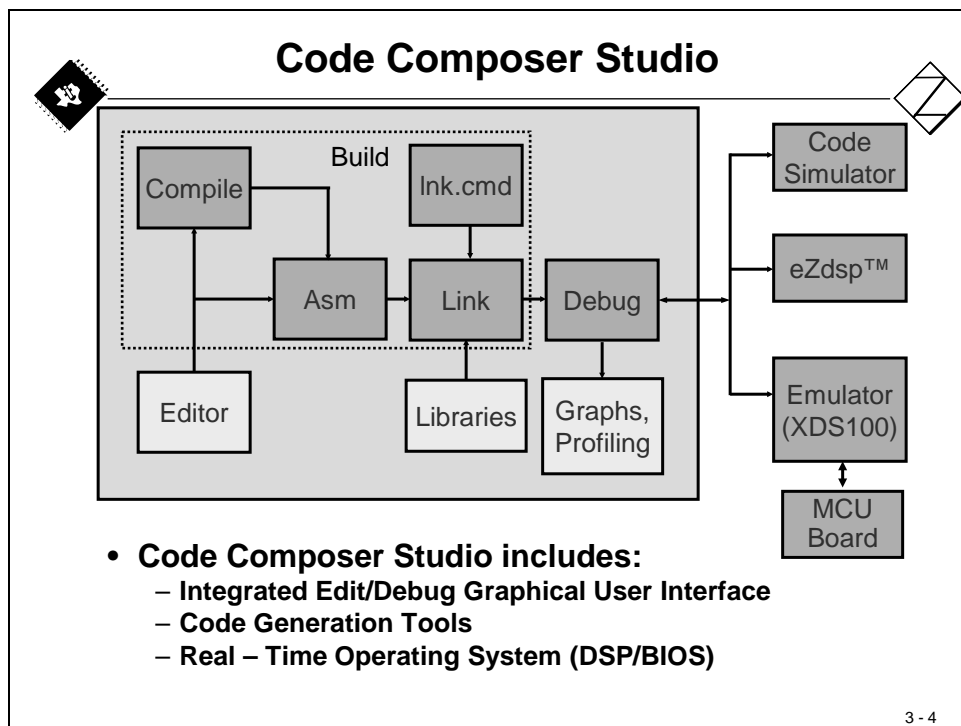 Code Composer Studio
Build
Compile
lnk.cmd
Asm
Link
Debug
Editor
Libraries
Graphs,
Profiling
Code
Simulator
eZdsp™
Emulator
(XDS100)
MCU
Board
• Code Composer Studio includes:
– Integrated Edit/Debug Graphical User Interface
– Code Generation Tools
– Real – Time Operating System (DSP/BIOS)
3 - 4